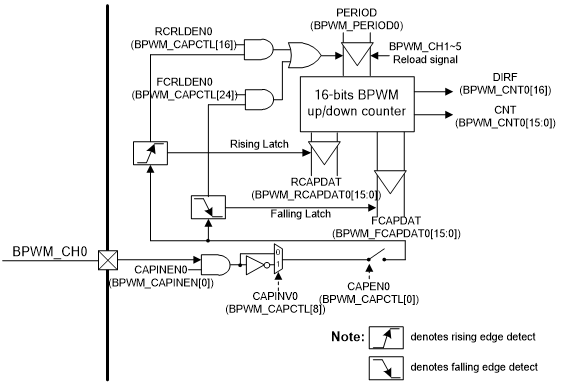 PERIOD
(BPWM_PERIOD0)
RCRLDEN0
(BPWM_CAPCTL[16])
BPWM_CH1~5
Reload signal
FCRLDEN0
(BPWM_CAPCTL[24])
16-bits BPWM
up/down counter
DIRF
(BPWM_CNT0[16])
CNT
(BPWM_CNT0[15:0])
Rising Latch
RCAPDAT
(BPWM_RCAPDAT0[15:0])
Falling Latch
FCAPDAT
(BPWM_FCAPDAT0[15:0])
BPWM_CH0
CAPINEN0
(BPWM_CAPINEN[0])
0
1
CAPINV0
(BPWM_CAPCTL[8])
CAPEN0
(BPWM_CAPCTL[0])
Note:
denotes rising edge detect
denotes falling edge detect